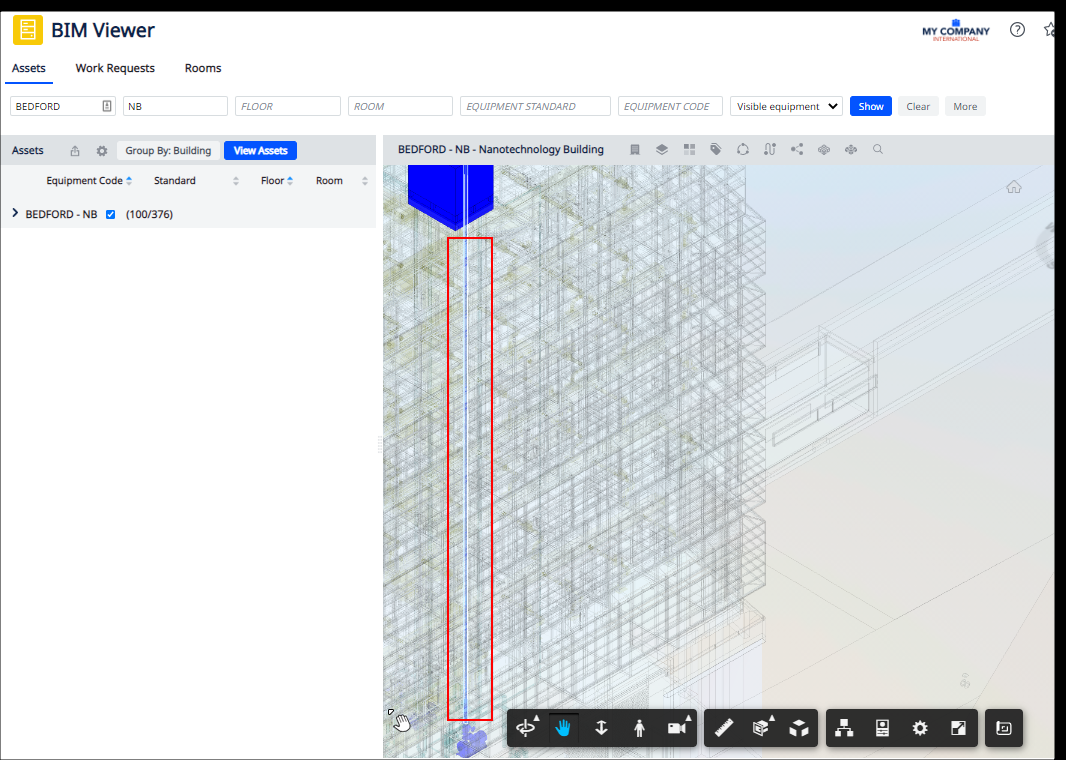 BIM Viewer
MY COMPANY
INTERNATIONAL
Assets
Work Requests
Rooms
BEDFORD
NB
FLOOR
ROOM
EQUIPMENT STANDARD
EQUIPMENT CODE
Visible equipment
Show
Clear
More
Assets
Group By: Building
View Assets
BEDFORD - NB - Nanotechnology Building
Equipment Code
Standard
Floor
Room
BEDFORD - NB
(100/376)